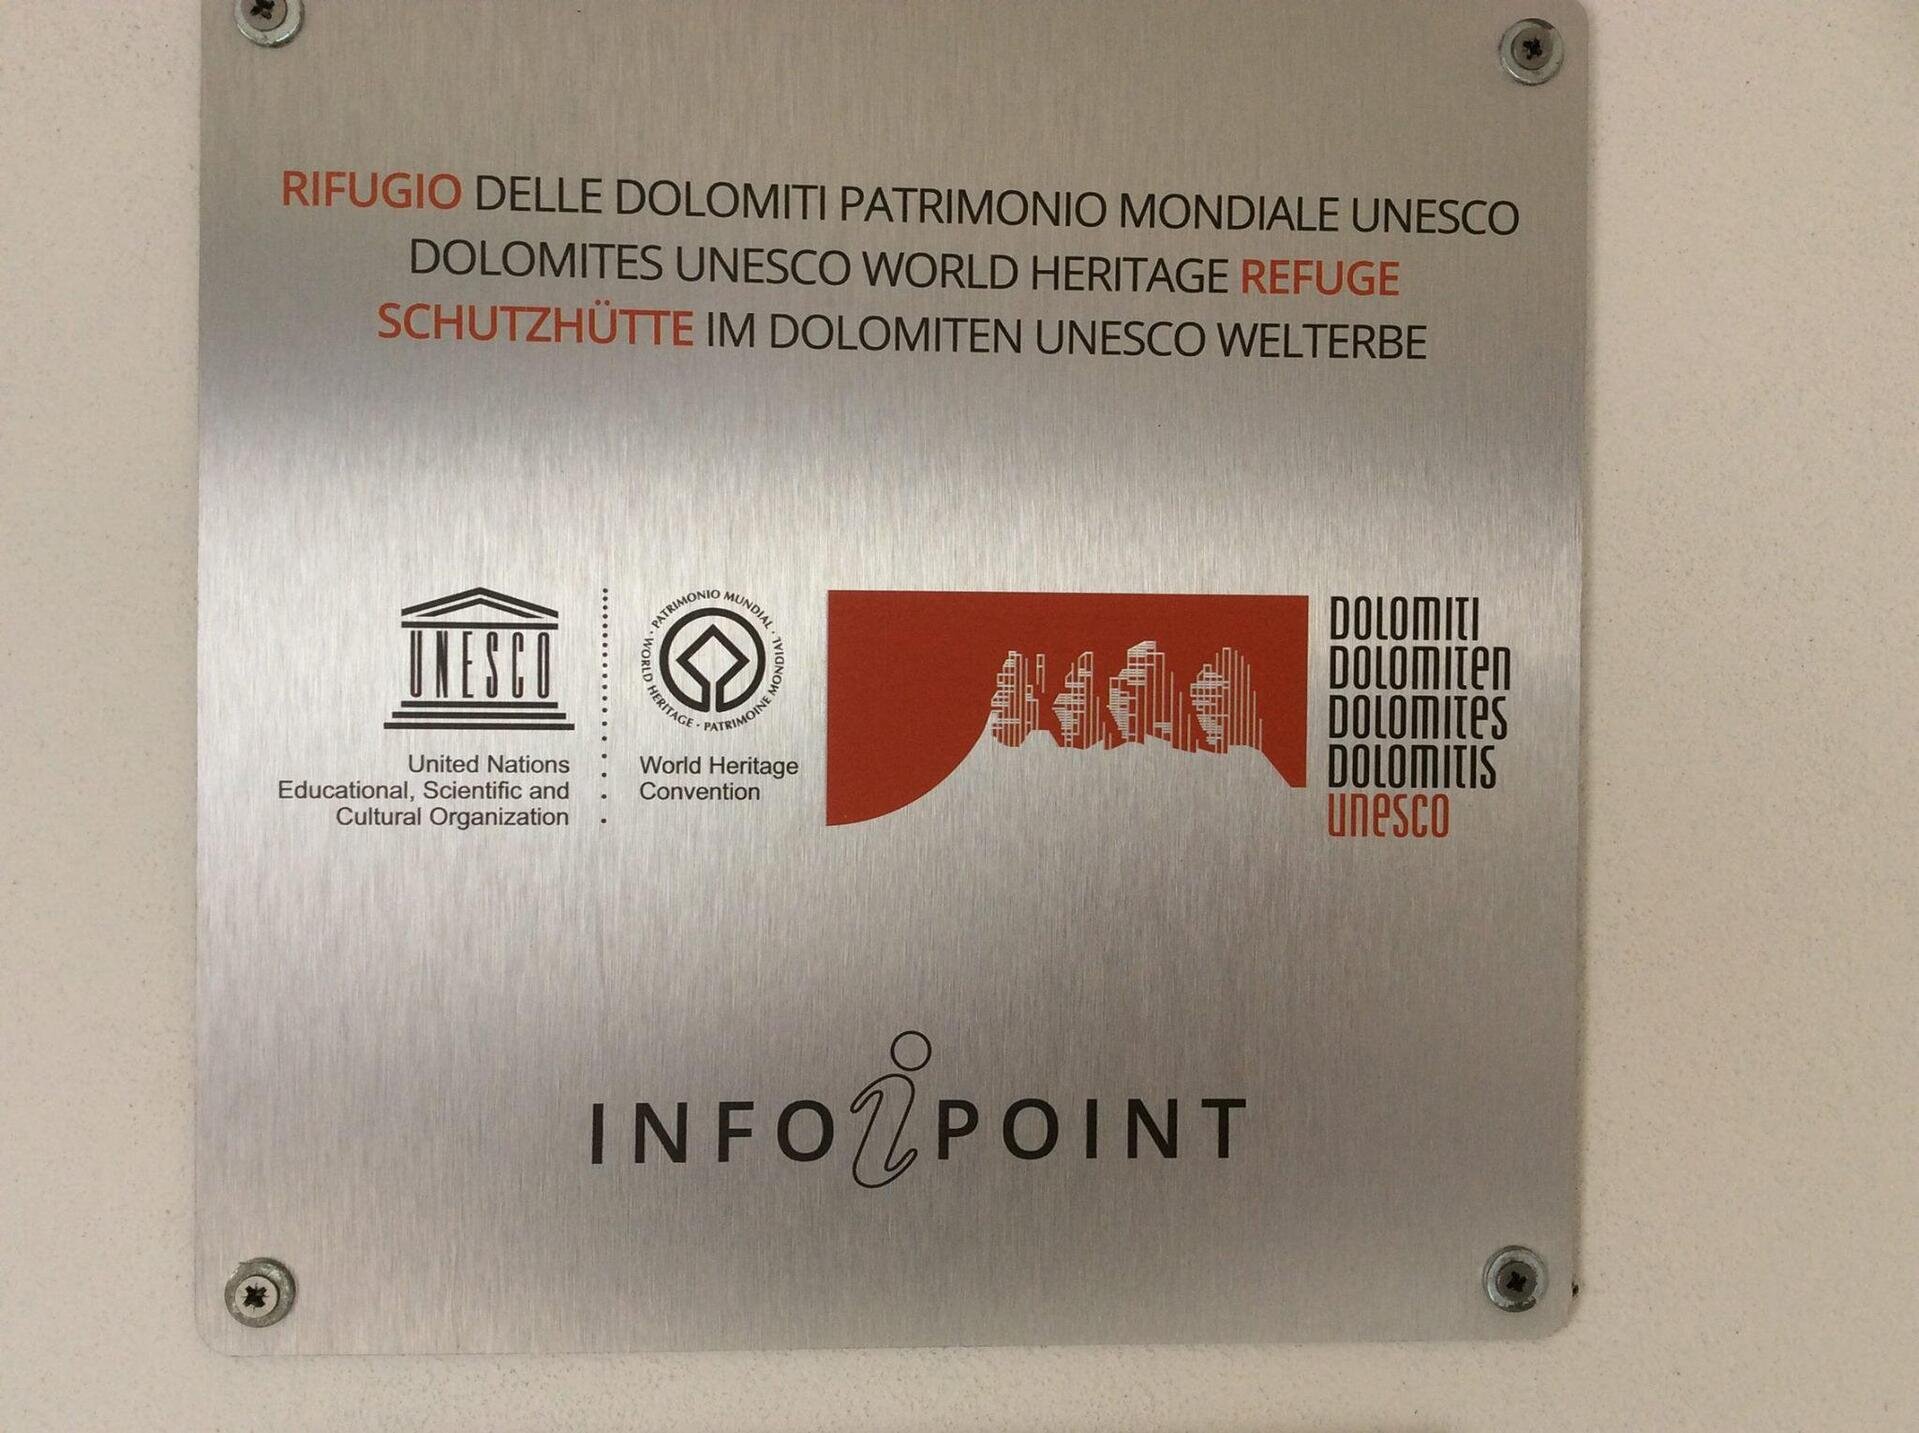 RIFUGIO DELLE DOLOMITI PATRIMONIO MONDIALE UNESCO
DOLOMITES UNESCO WORLD HERITAGE REFUGE
SCHUTZHÜTTE IM DOLOMITEN UNESCO WELTERBE
UNESCO
United Nations
Educational, Scientific and
Cultural Organization
WORLD HERITAGE · PATRIMONIO MUNDIAL · PATRIMOINE MONDIAL ·
World Heritage
Convention
DOLOMITI
DOLOMITEN
DOLOMITES
DOLOMITIS
UNESCO
INFO i POINT